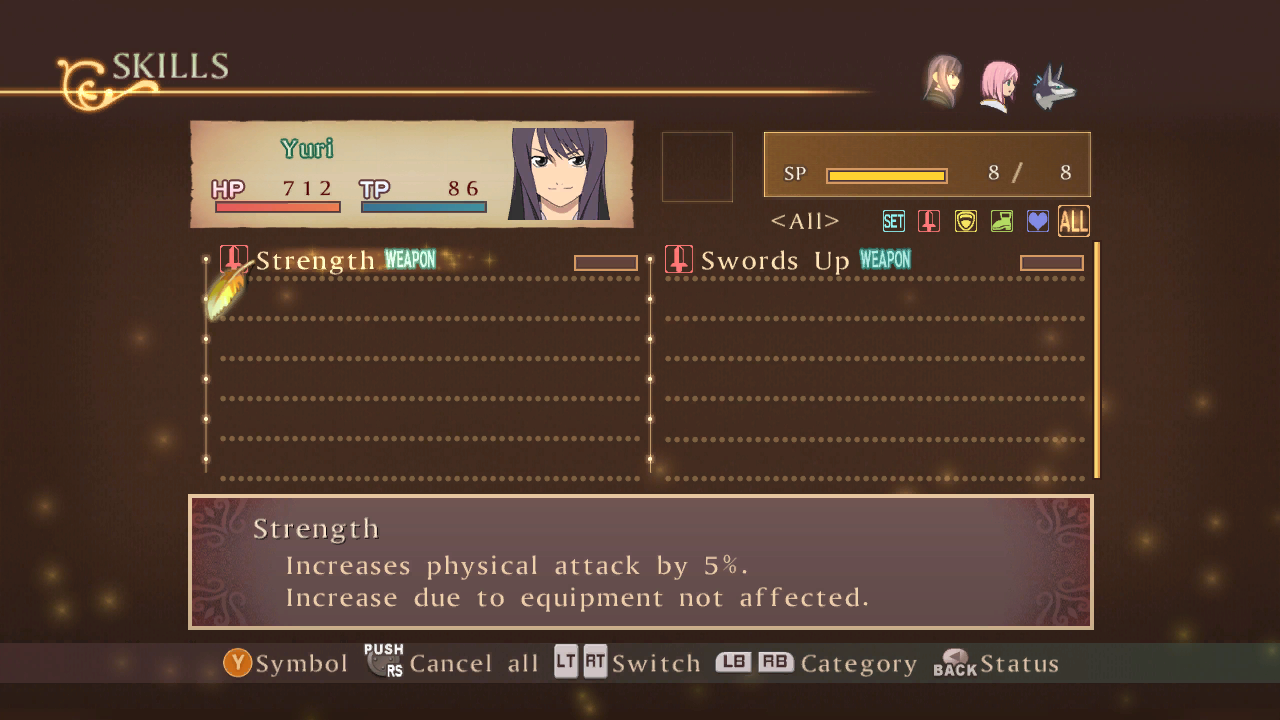 SKILLS
Yuri
HP 712 TP 86
SP 8 / 8
<All> SET ALL
Strength WEAPON
Swords Up WEAPON
Strength
Increases physical attack by 5%.
Increase due to equipment not affected.
Y Symbol PUSH RS Cancel all LT RT Switch LB RB Category BACK Status